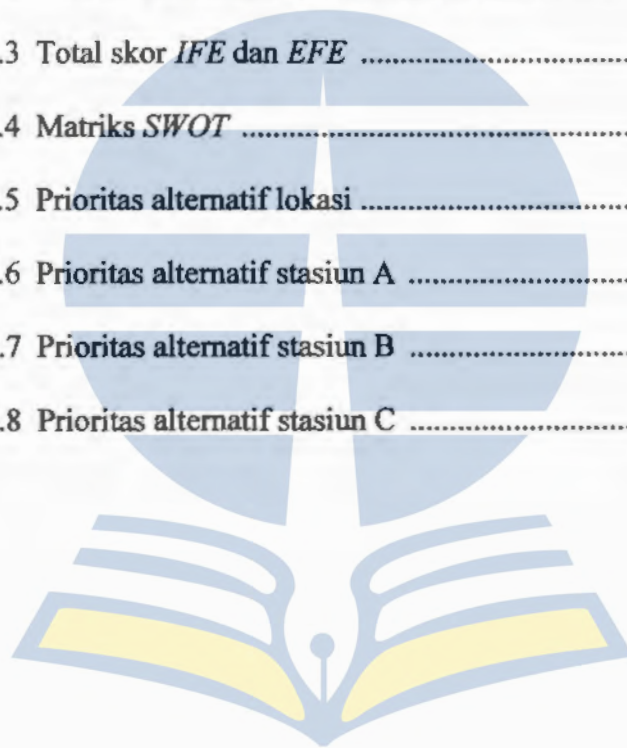 .3 Total skor IFE dan EFE ........................................
.4 Matriks SWOT ........................................................
.5 Prioritas alternatif lokasi ........................................
.6 Prioritas alternatif stasiun A ..................................
.7 Prioritas alternatif stasiun B ..................................
.8 Prioritas alternatif stasiun C ..................................